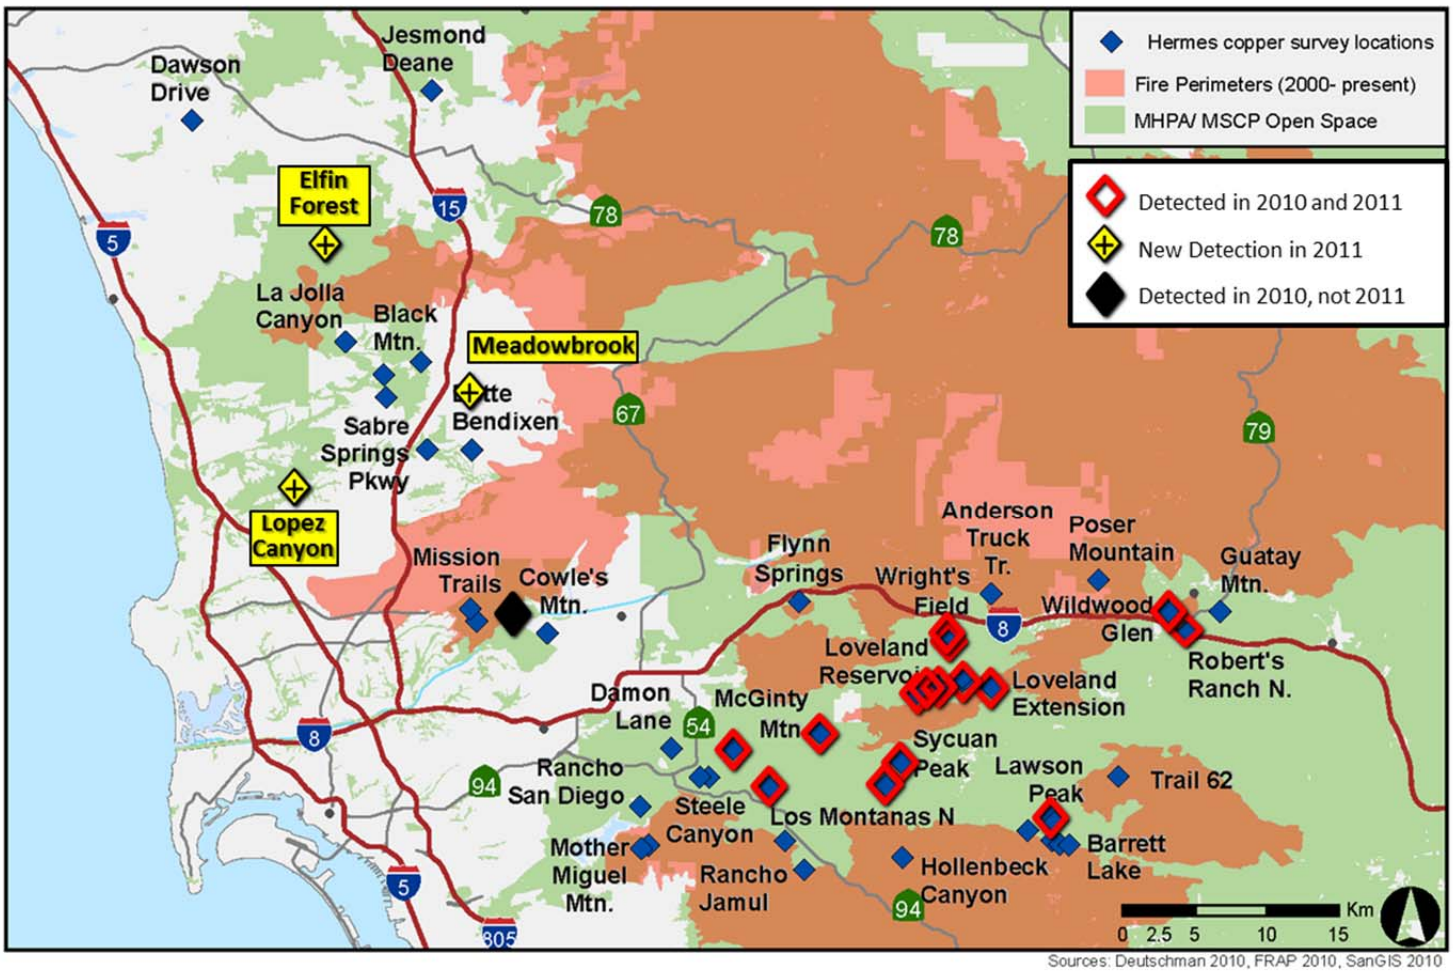 Jesmond
Deane
Dawson
Drive
Hermes copper survey locations
Fire Perimeters (2000- present)
MHPA/ MSCP Open Space
Detected in 2010 and 2011
New Detection in 2011
Detected in 2010, not 2011
Elfin
Forest
15
5
78
78
La Jolla
Canyon
Black
Mtn.
Meadowbrook
Bendixen
67
79
Sabre
Springs
Pkwy
Lopez
Canyon
Mission
Trails
Cowle's
Mtn.
Flynn
Springs
Wright's
Field
Anderson
Truck
Tr.
Poser
Mountain
Guatay
Mtn.
8
Wildwood
Glen
Robert's
Ranch N.
Loveland
Loveland
Extension
Damon
Lane
McGinty
Mtn.
54
8
Sycuan
Peak
Lawson
Peak
Trail 62
94
Rancho
San Diego
Steele
Canyon
Los Montanas N
Mother
Miguel
Mtn.
Rancho
Jamul
Hollenbeck
Canyon
Barrett
Lake
5
805
94
Km
0 2.5 5 10 15
Sources: Deutschman 2010, FRAP 2010, SanGIS 2010